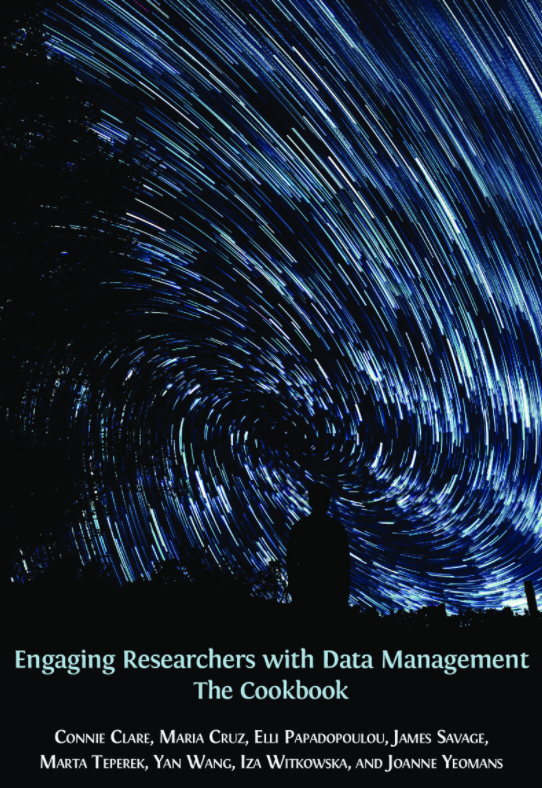 Engaging Researchers with Data Management
The Cookbook
Connie Clare, Maria Cruz, Elli Papadopoulou, James Savage,
Marta Teperek, Yan Wang, Iza Witkowska, and Joanne Yeomans